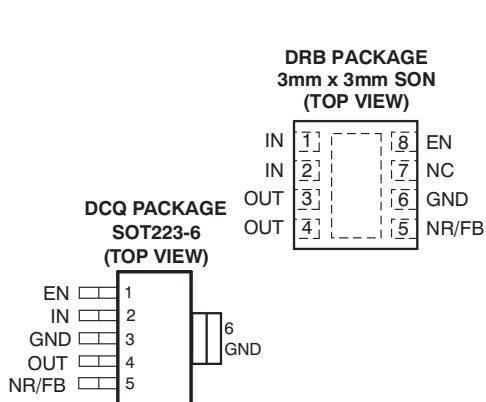 DRB PACKAGE
3mm x 3mm SON
(TOP VIEW)
IN 1 8 EN
IN 2 7 NC
OUT 3 6 GND
OUT 4 5 NR/FB
DCQ PACKAGE
SOT223-6
(TOP VIEW)
EN 1
IN 2
GND 3
OUT 4
NR/FB 5
6
GND